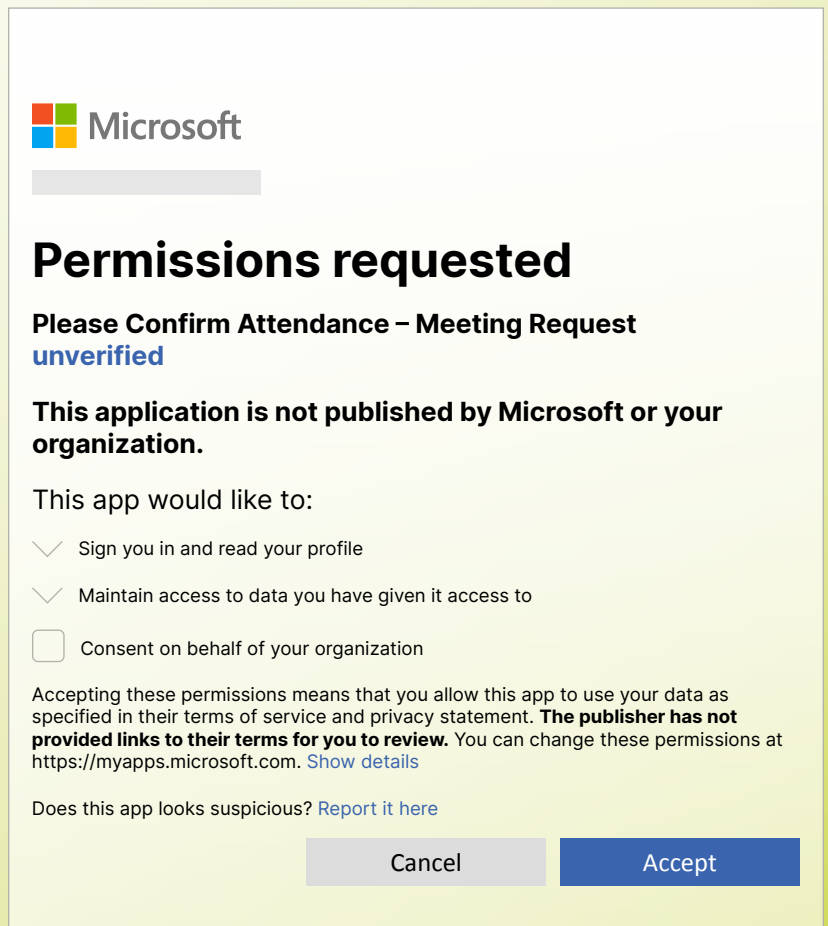 Microsoft
Permissions requested
Please Confirm Attendance – Meeting Request
unverified
This application is not published by Microsoft or your
organization.
This app would like to:
Sign you in and read your profile
Maintain access to data you have given it access to
Consent on behalf of your organization
Accepting these permissions means that you allow this app to use your data as
specified in their terms of service and privacy statement. The publisher has not
provided links to their terms for you to review. You can change these permissions at
https://myapps.microsoft.com. Show details
Does this app looks suspicious? Report it here
Cancel
Accept